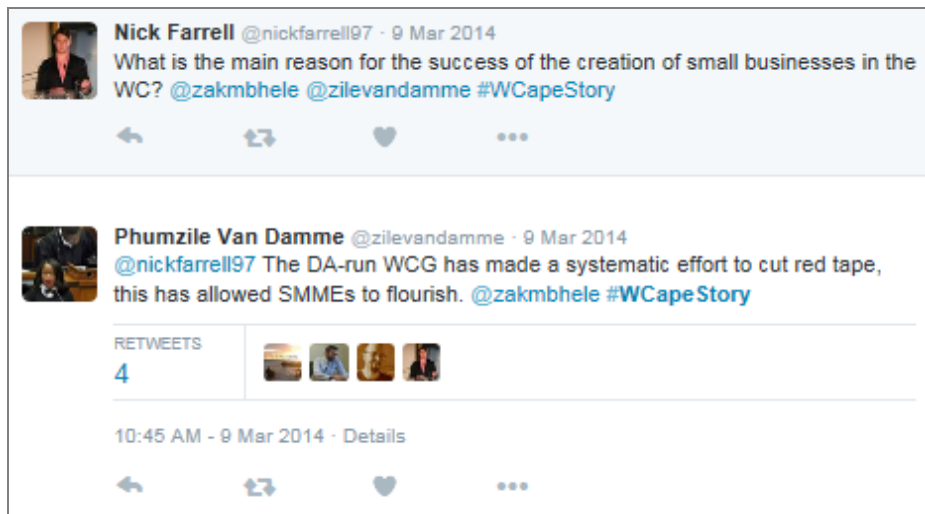 Nick Farrell @nickfarrell97 · 9 Mar 2014
What is the main reason for the success of the creation of small businesses in the
WC? @zakmbhele @zilevandamme #WCapeStory
Phumzile Van Damme @zilevandamme · 9 Mar 2014
@nickfarrell97 The DA-run WCG has made a systematic effort to cut red tape,
this has allowed SMMEs to flourish. @zakmbhele #WCapeStory
RETWEETS
4
10:45 AM - 9 Mar 2014 · Details